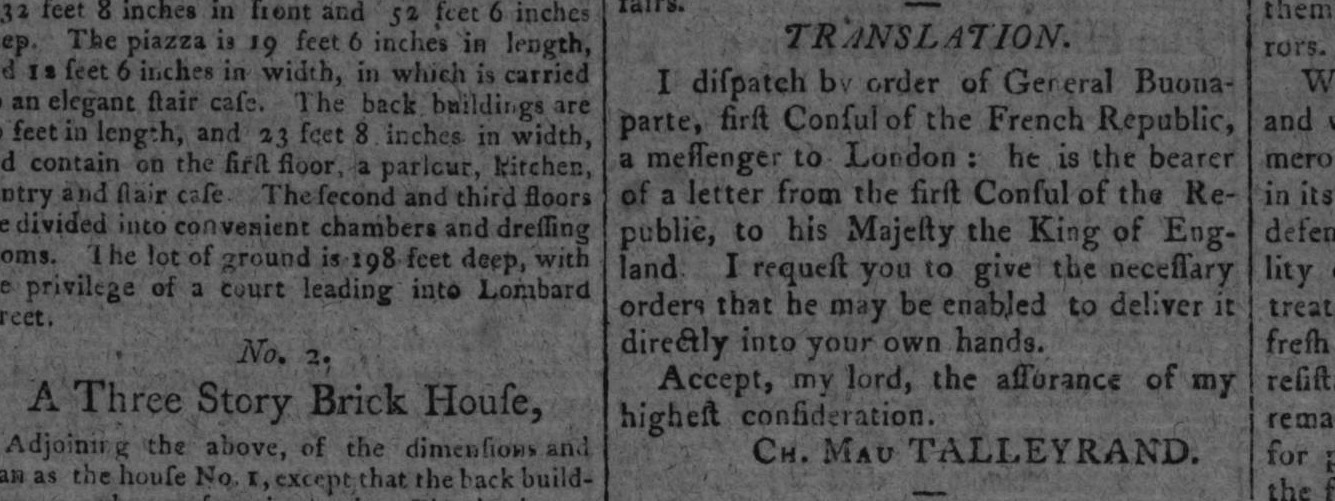 32 feet 8 inches in front and 52 feet 6 inches
ep. The piazza is 19 feet 6 inches in length,
d 12 feet 6 inches in width, in which is carried
an elegant ſtair caſe. The back buildings are
feet in length, and 23 feet 8 inches in width,
d contain on the firſt floor, a parlour, kitchen,
ntry and ſtair caſe. The ſecond and third floors
e divided into convenient chambers and dreſſing
oms. The lot of ground is 198 feet deep, with
e privilege of a court leading into Lombard
reet.
No. 2,
A Three Story Brick Houſe,
Adjoining the above, of the dimenſions and
an as the houſe No. 1, except that the back build-
fairs.
TRANSLATION.
I diſpatch by order of General Buona-
parte, firſt Conſul of the French Republic,
a meſſenger to London : he is the bearer
of a letter from the firſt Conſul of the Re-
public, to his Majeſty the King of Eng-
land. I requeſt you to give the neceſſary
orders that he may be enabled to deliver it
directly into your own hands.
Accept, my lord, the aſſurance of my
higheſt conſideration.
CH. MAU TALLEYRAND.
them
rors.
W
and
mero
in its
defen
lity
treat
freſh
reſiſt
rema
for
the